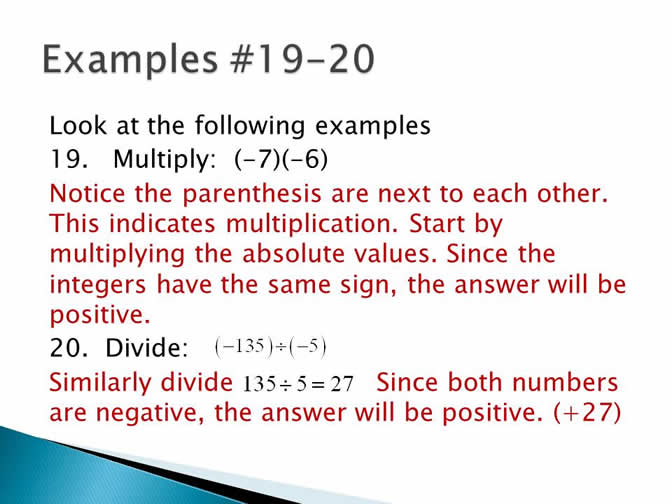 Examples #19-20
Look at the following examples
19. Multiply: (-7)(-6)
Notice the parenthesis are next to each other.
This indicates multiplication. Start by
multiplying the absolute values. Since the
integers have the same sign, the answer will be
positive.
20. Divide: (−135)÷(−5)
Similarly divide 135÷5=27 Since both numbers
are negative, the answer will be positive. (+27)